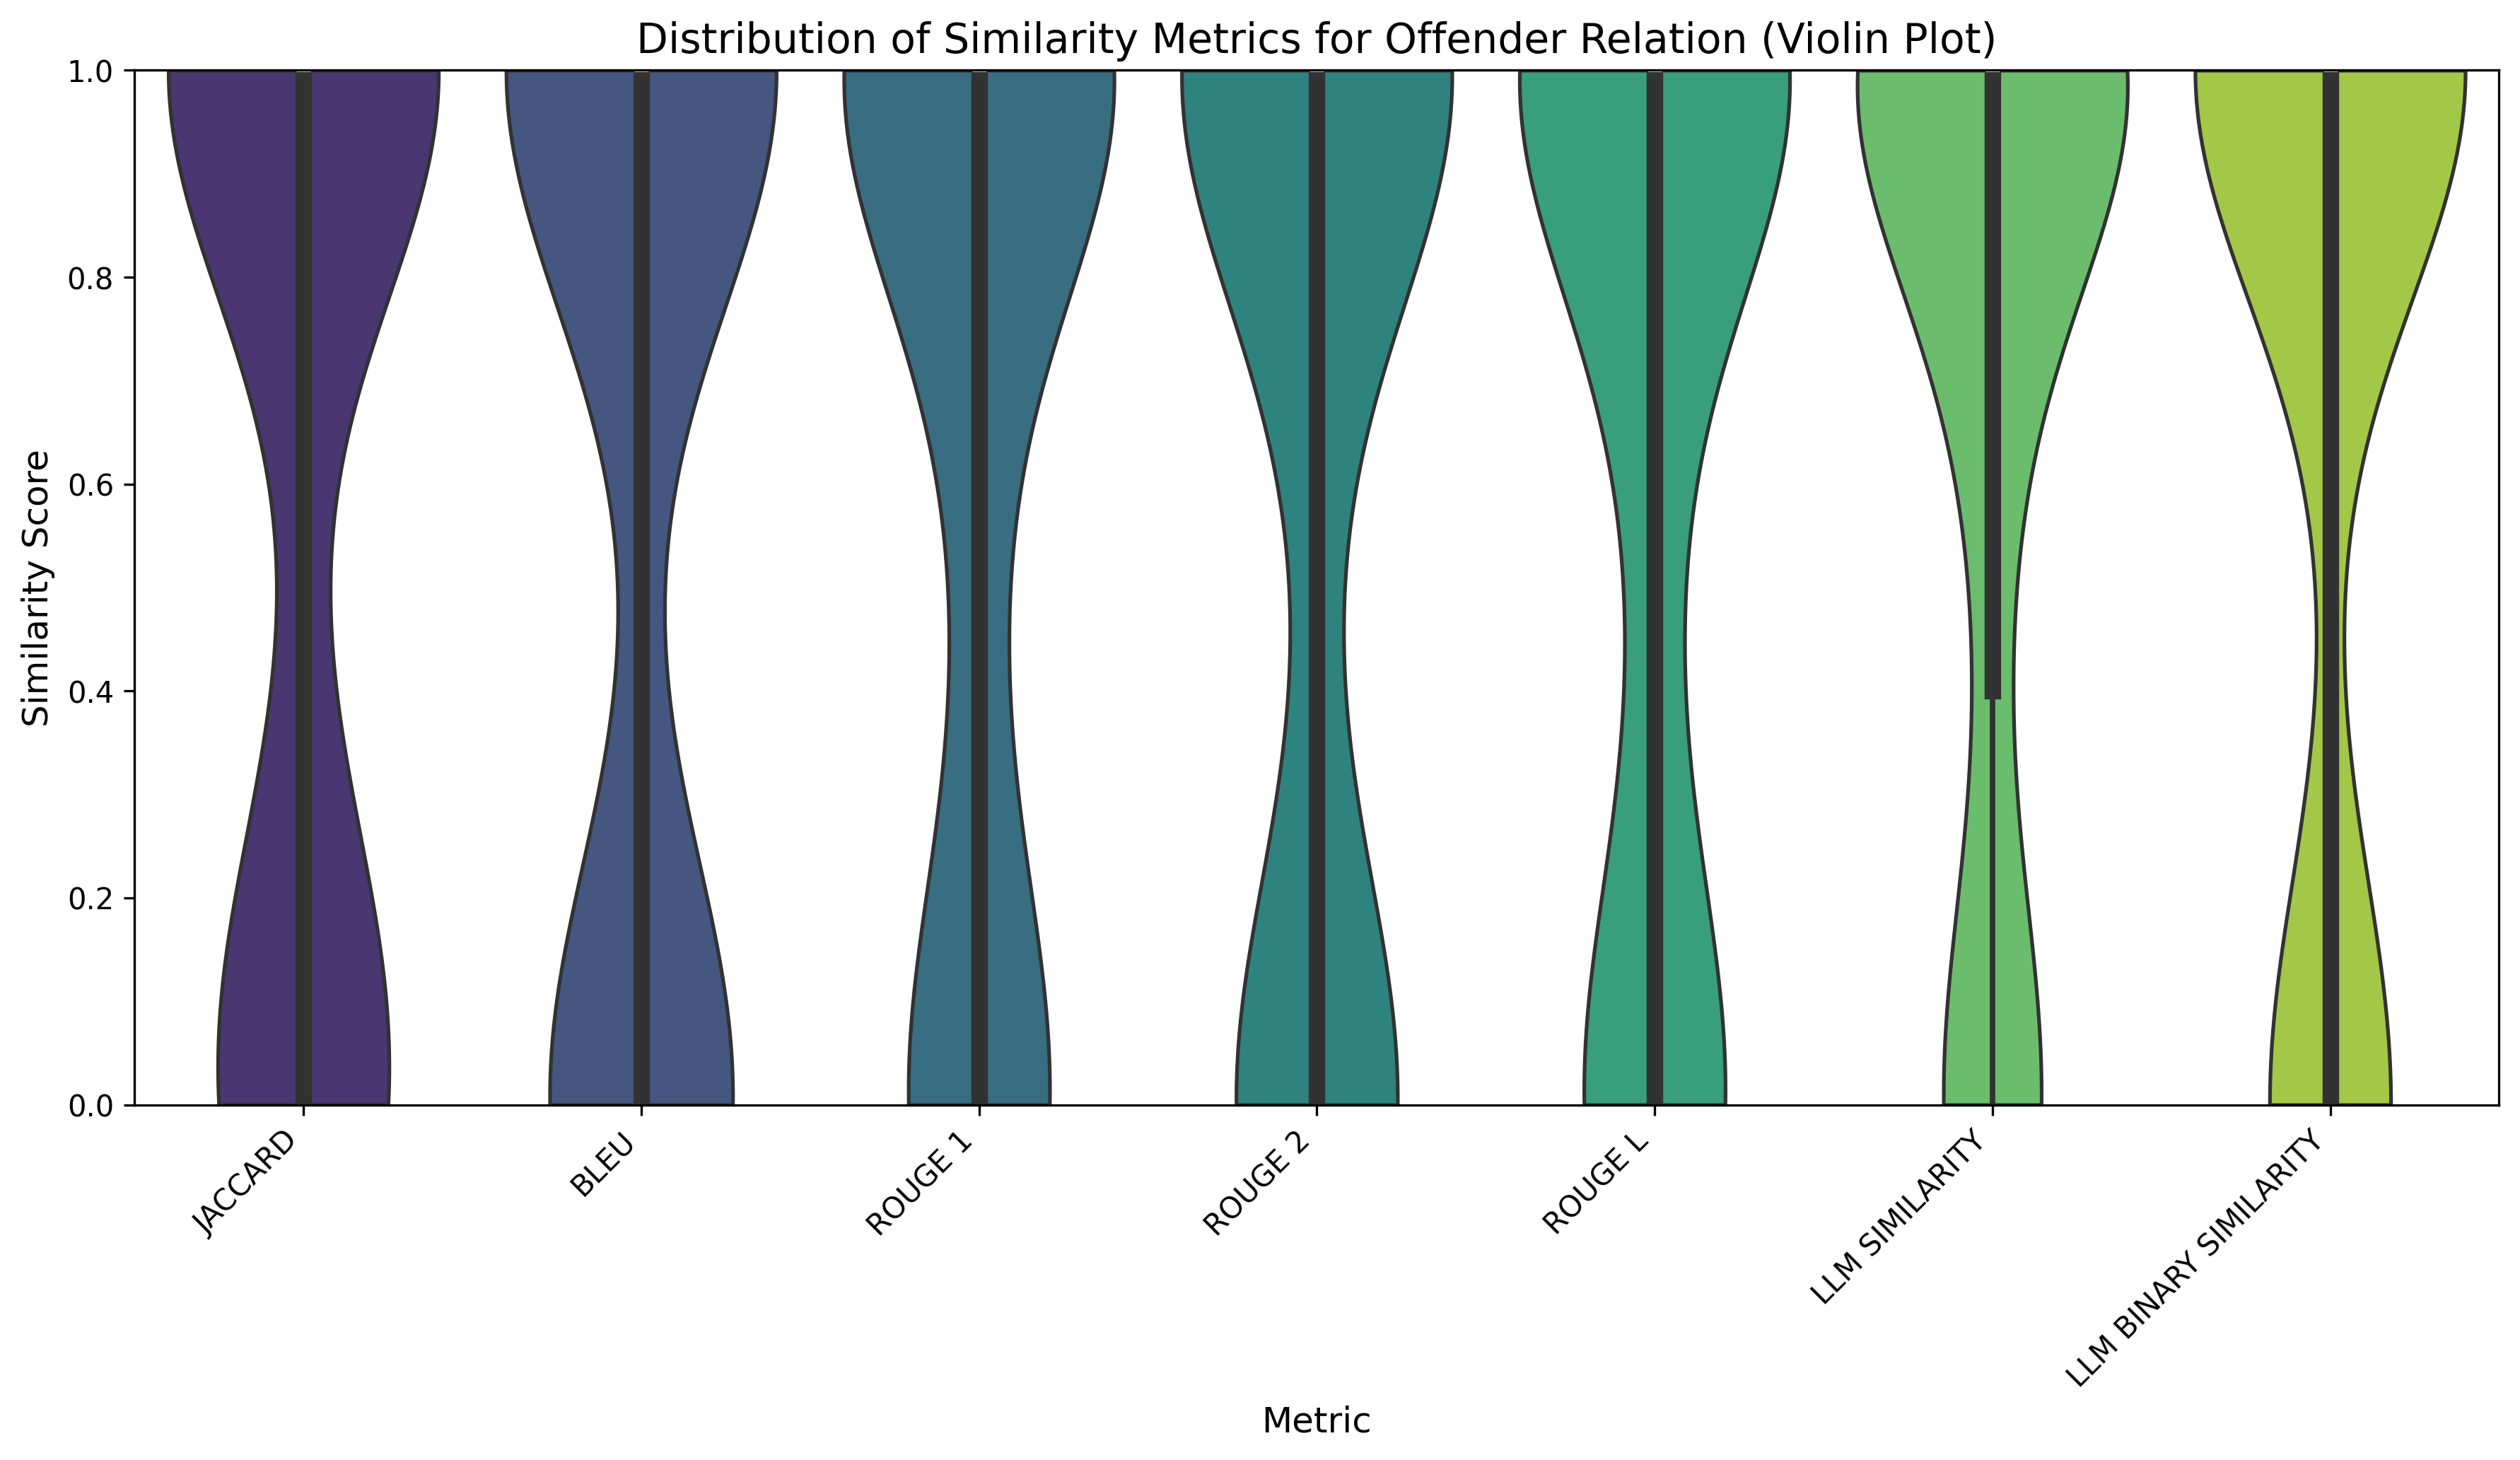 Distribution of Similarity Metrics for Offender Relation (Violin Plot)
Similarity Score
1.0
0.8
0.6
0.4
0.2
0.0
JACCARD
BLEU
ROUGE 1
ROUGE 2
ROUGE L
LLM SIMILARITY
LLM BINARY SIMILARITY
Metric